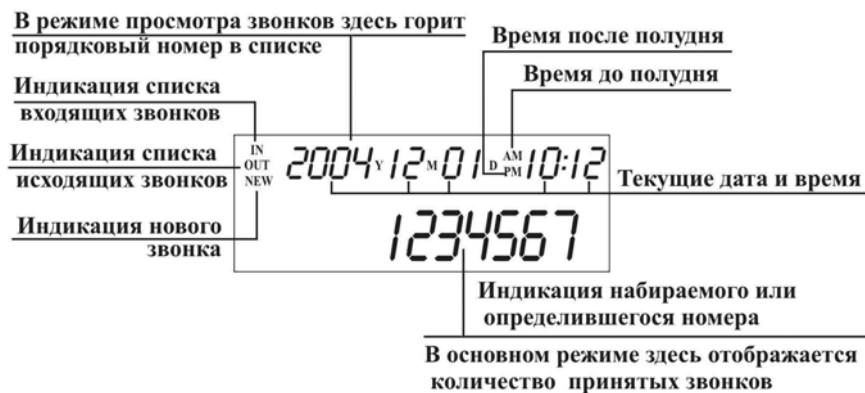 В режиме просмотра звонков здесь горит
порядковый номер в списке
Время после полудня
Время до полудня
Индикация списка
входящих звонков
Индикация списка
исходящих звонков
Индикация нового
звонка
IN
OUT
NEW
2004 Y 12 M 01 D AM PM 10:12
1234567
Текущие дата и время
Индикация набираемого или
определившегося номера
В основном режиме здесь отображается
количество принятых звонков